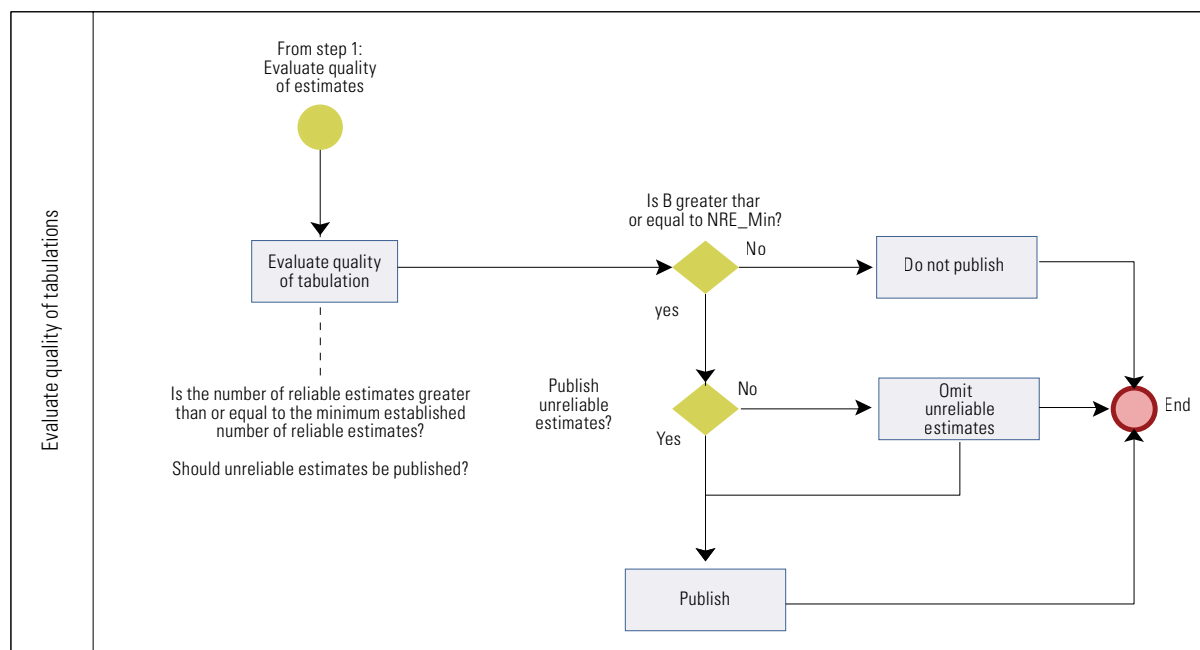 Evaluate quality of tabulations
From step 1:
Evaluate quality
of estimates
Evaluate quality
of tabulation
Is the number of reliable estimates greater
than or equal to the minimum established
number of reliable estimates?
Should unreliable estimates be published?
Is B greater thar
or equal to NRE_Min?
No
Do not publish
yes
Publish
unreliable
estimates?
No
Omit
unreliable
estimates
End
Yes
Publish